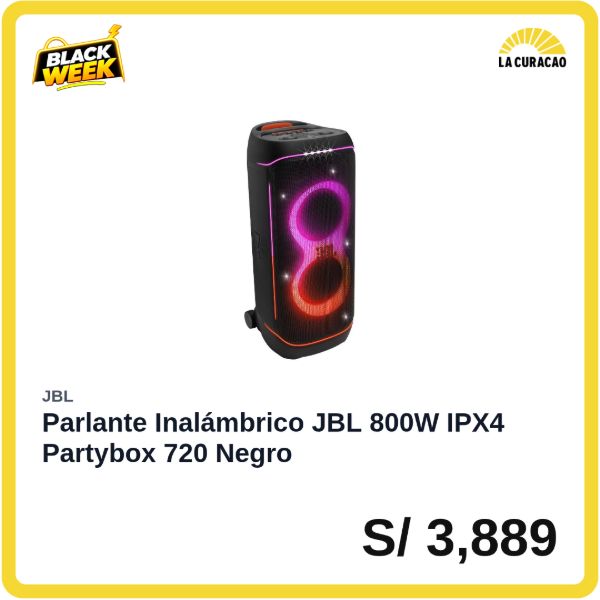 BLACK
WEEK
LA CURACAO
JBL
Parlante Inalámbrico JBL 800W IPX4
Partybox 720 Negro
S/ 3,889